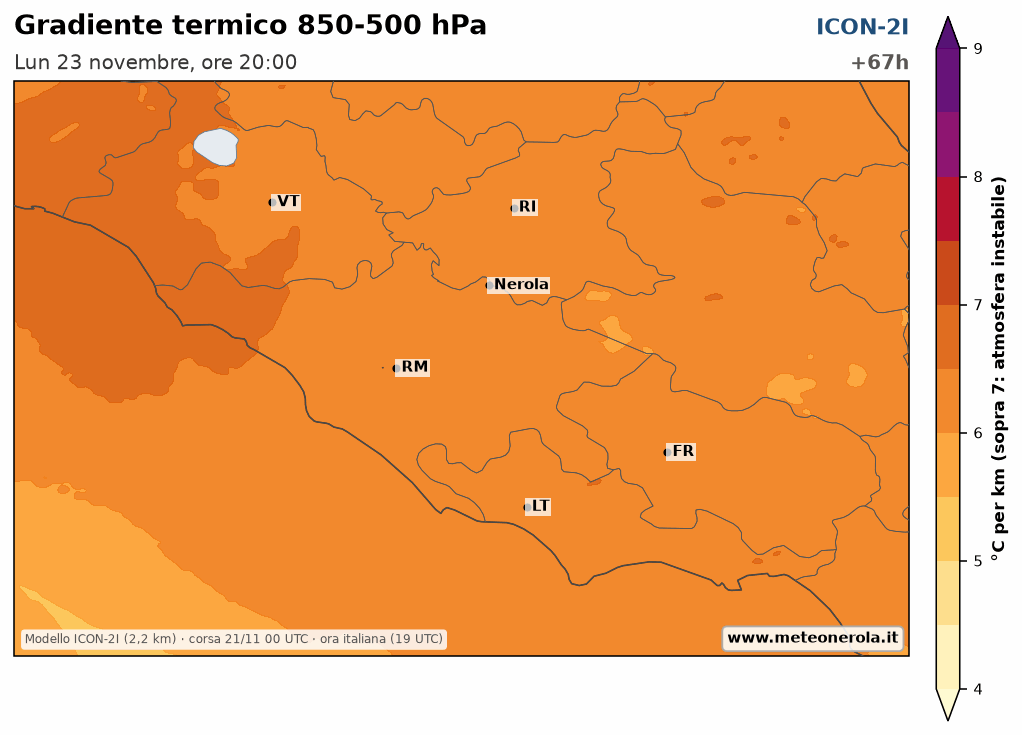 Gradiente termico 850-500 hPa
ICON-2I
Lun 23 novembre, ore 20:00
+67h
VT
RI
Nerola
RM
FR
LT
Modello ICON-2I (2,2 km) · corsa 21/11 00 UTC · ora italiana (19 UTC)
www.meteonerola.it
9
8
7
6
5
4
°C per km (sopra 7: atmosfera instabile)